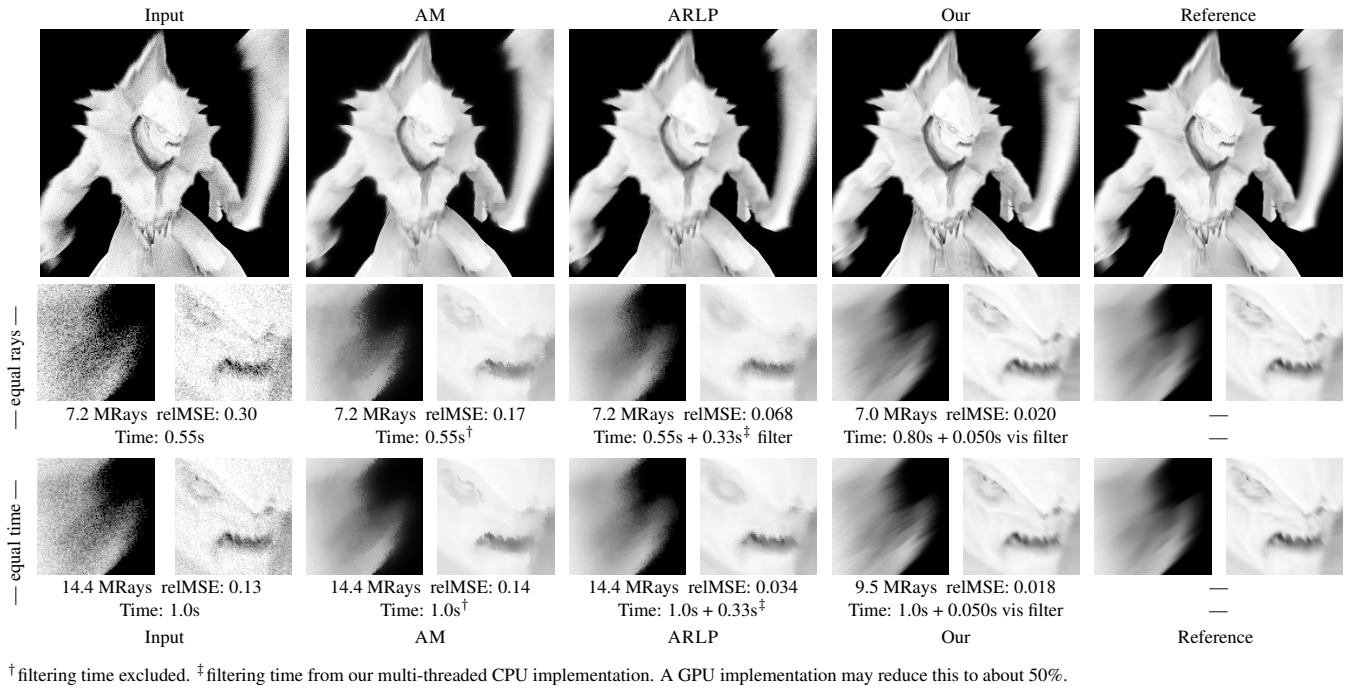 Input AM ARLP Our Reference
— equal rays —
7.2 MRays relMSE: 0.30 7.2 MRays relMSE: 0.17 7.2 MRays relMSE: 0.068 7.0 MRays relMSE: 0.020 —
Time: 0.55s Time: 0.55s† Time: 0.55s + 0.33s‡ filter Time: 0.80s + 0.050s vis filter —
— equal time —
14.4 MRays relMSE: 0.13 14.4 MRays relMSE: 0.14 14.4 MRays relMSE: 0.034 9.5 MRays relMSE: 0.018 —
Time: 1.0s Time: 1.0s† Time: 1.0s + 0.33s‡ Time: 1.0s + 0.050s vis filter —
Input AM ARLP Our Reference
†filtering time excluded. ‡filtering time from our multi-threaded CPU implementation. A GPU implementation may reduce this to about 50%.